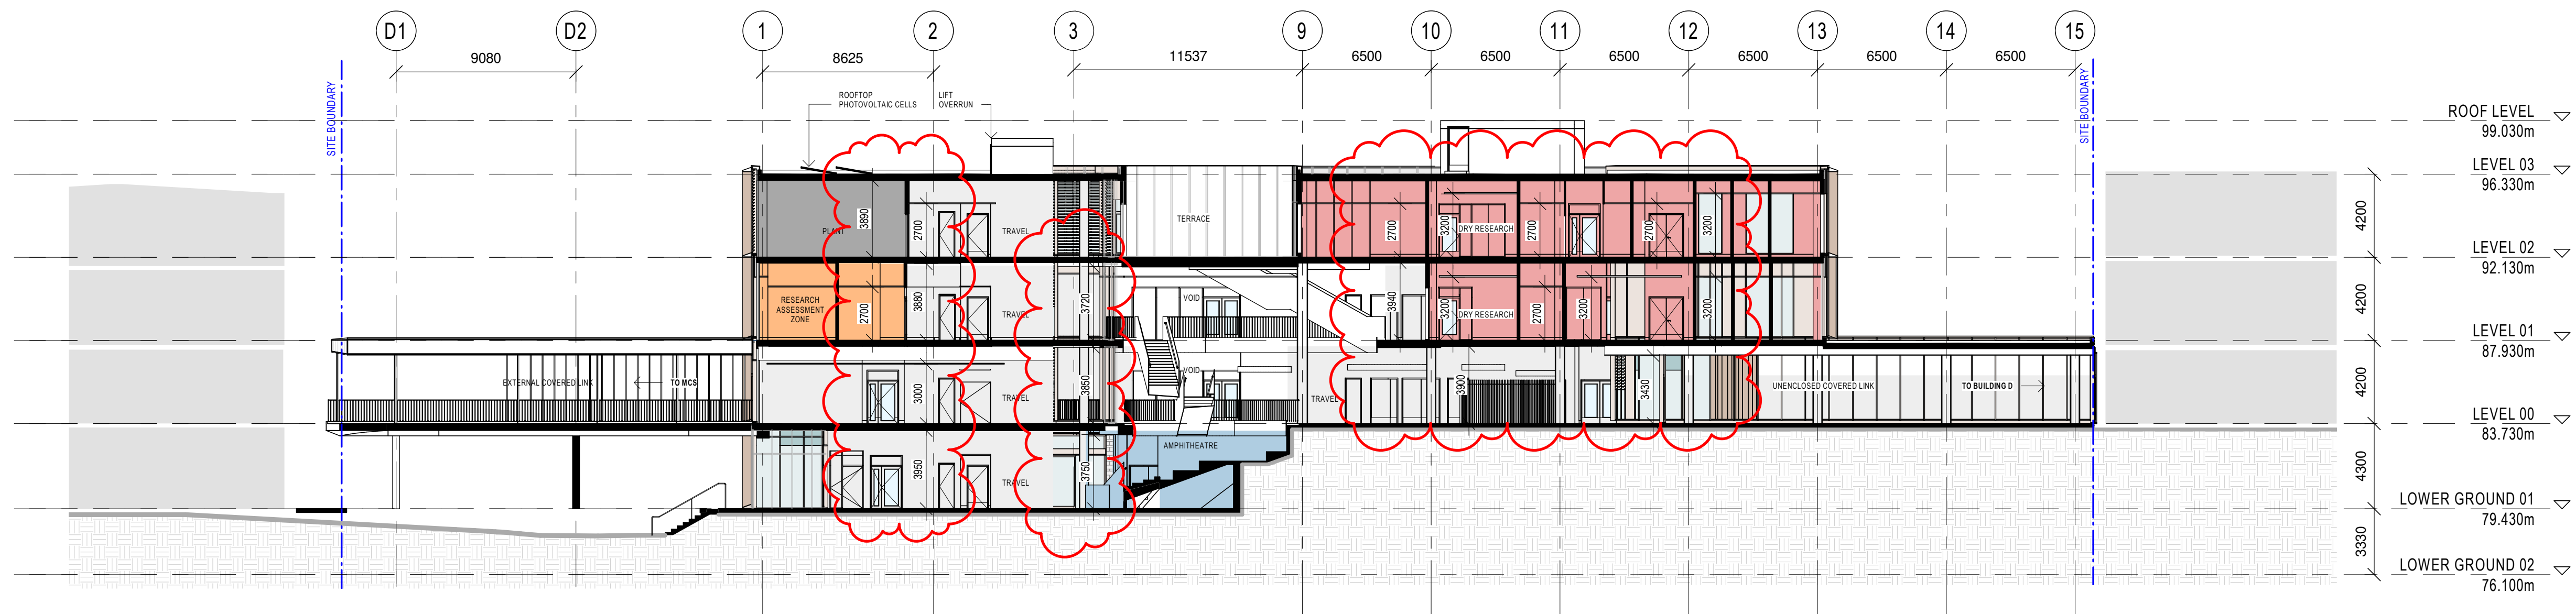 D1
D2
1
2
3
9
10
11
12
13
14
15
9080
8625
11537
6500
6500
6500
6500
6500
6500
SITE BOUNDARY
SITE BOUNDARY
ROOFTOP
PHOTOVOLTAIC CELLS
LIFT
OVERRUN
ROOF LEVEL
99.030m
LEVEL 03
96.330m
4200
LEVEL 02
92.130m
4200
LEVEL 01
87.930m
4200
LEVEL 00
83.730m
4300
LOWER GROUND 01
79.430m
3330
LOWER GROUND 02
76.100m
PLANT
3890
2700
TRAVEL
TERRACE
2700
3200
DRY RESEARCH
2700
2700
3200
RESEARCH
ASSESSMENT
ZONE
2700
3880
TRAVEL
3720
VOID
3940
3200
DRY RESEARCH
2700
3200
3200
EXTERNAL COVERED LINK
TO MCS
3000
TRAVEL
3850
VOID
TRAVEL
3900
3430
UNENCLOSED COVERED LINK
TO BUILDING D
3950
TRAVEL
3750
AMPHITHEATRE